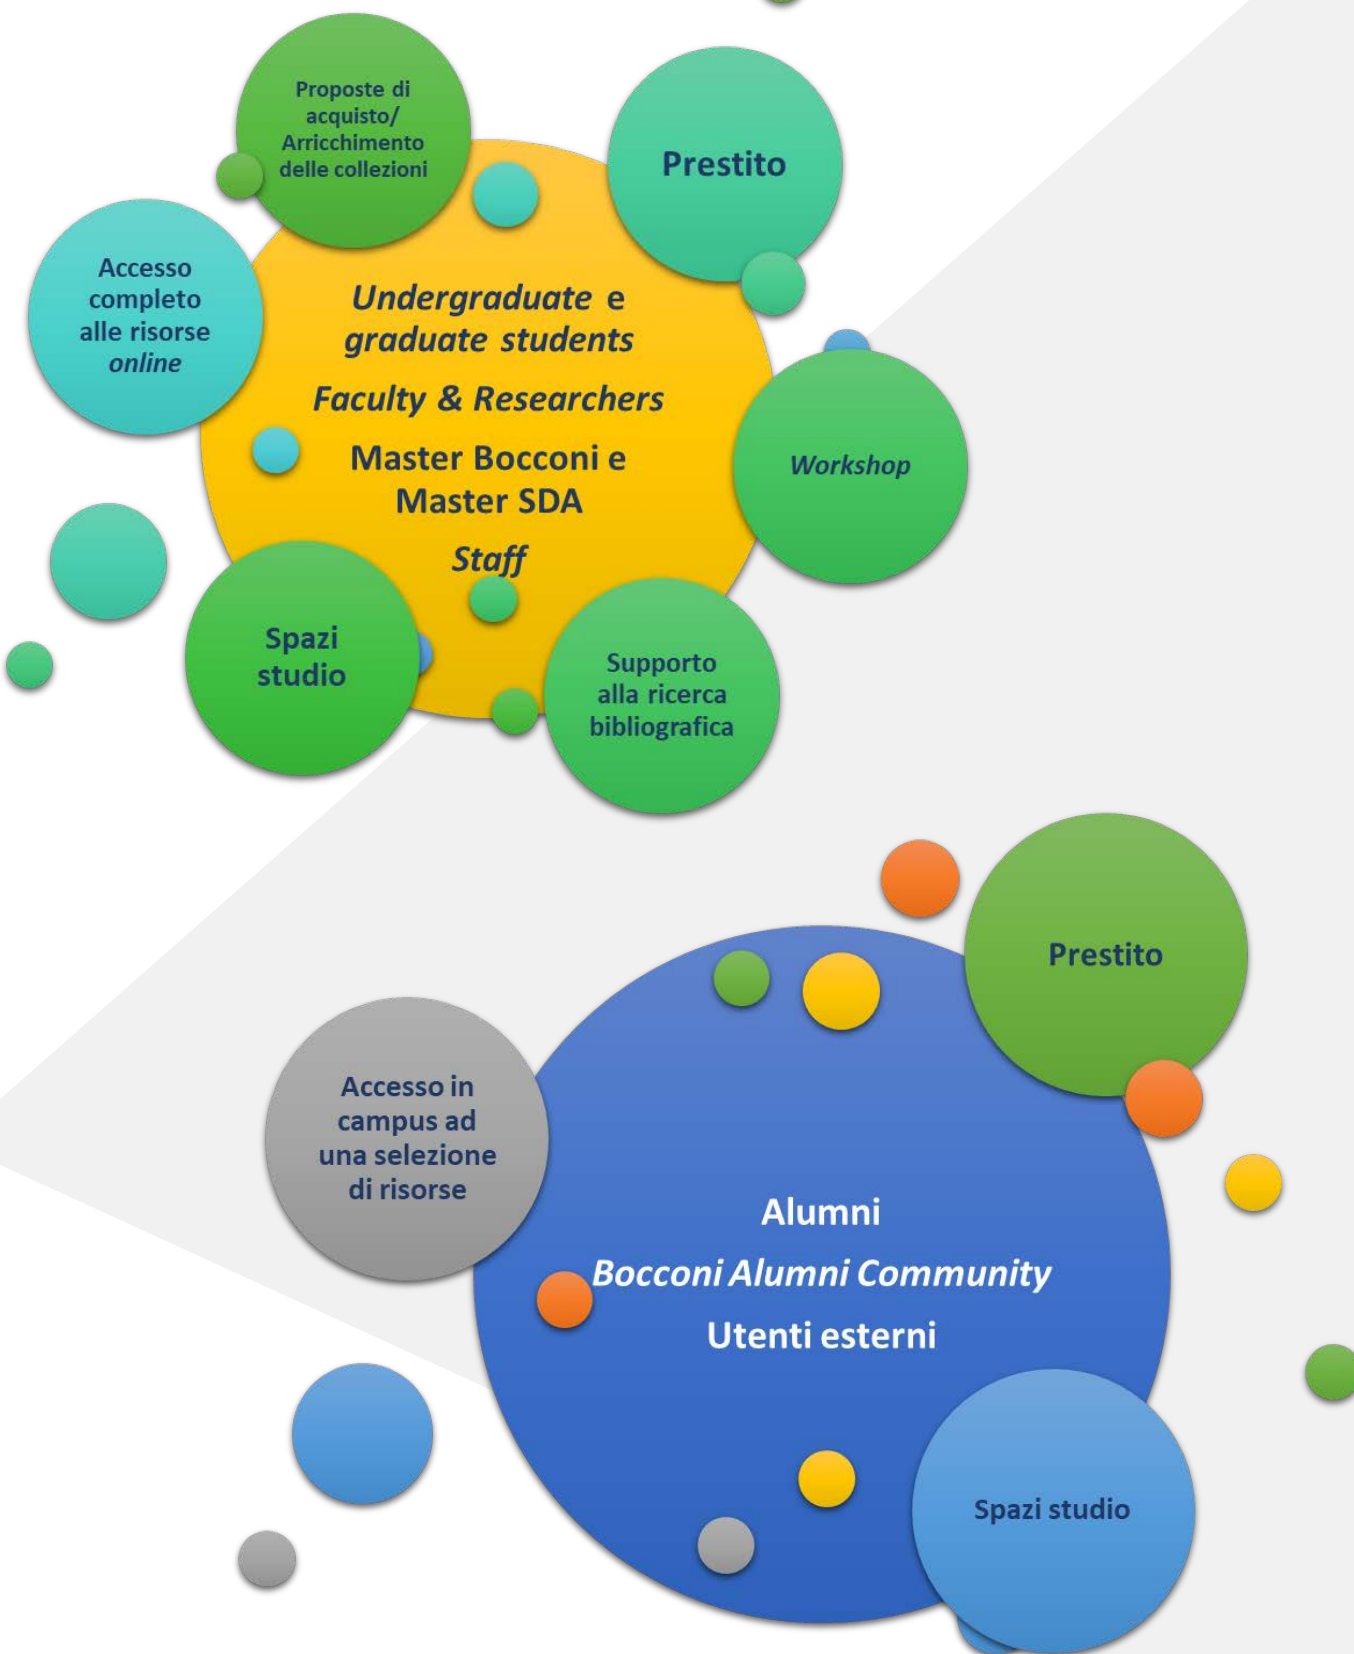 Proposte di
acquisto/
Arricchimento
delle collezioni
Prestito
Accesso
completo
alle risorse
online
Undergraduate e
graduate students
Faculty & Researchers
Master Bocconi e
Master SDA
Staff
Workshop
Spazi
studio
Supporto
alla ricerca
bibliografica
Prestito
Accesso in
campus ad
una selezione
di risorse
Alumni
Bocconi Alumni Community
Utenti esterni
Spazi studio